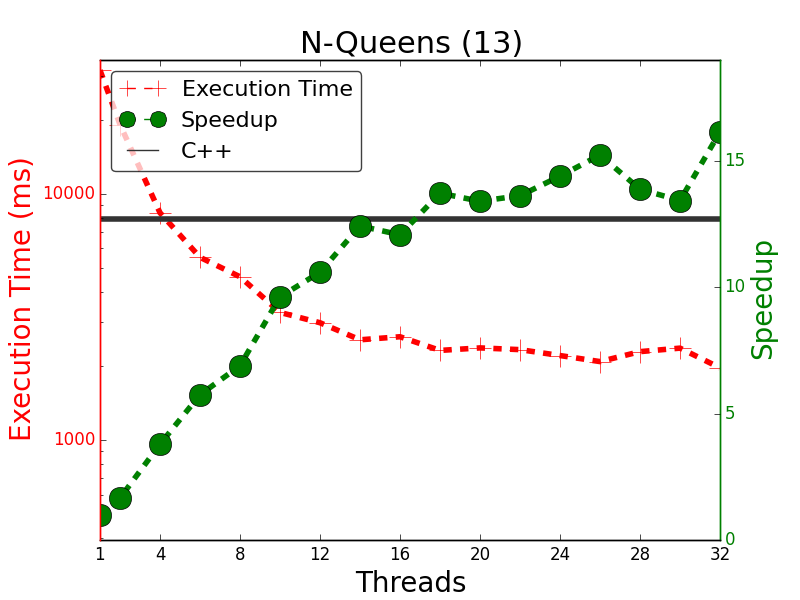 N-Queens (13)
Execution Time
Speedup
C++
Execution Time (ms)
10000
1000
Speedup
15
10
5
0
1 4 8 12 16 20 24 28 32
Threads